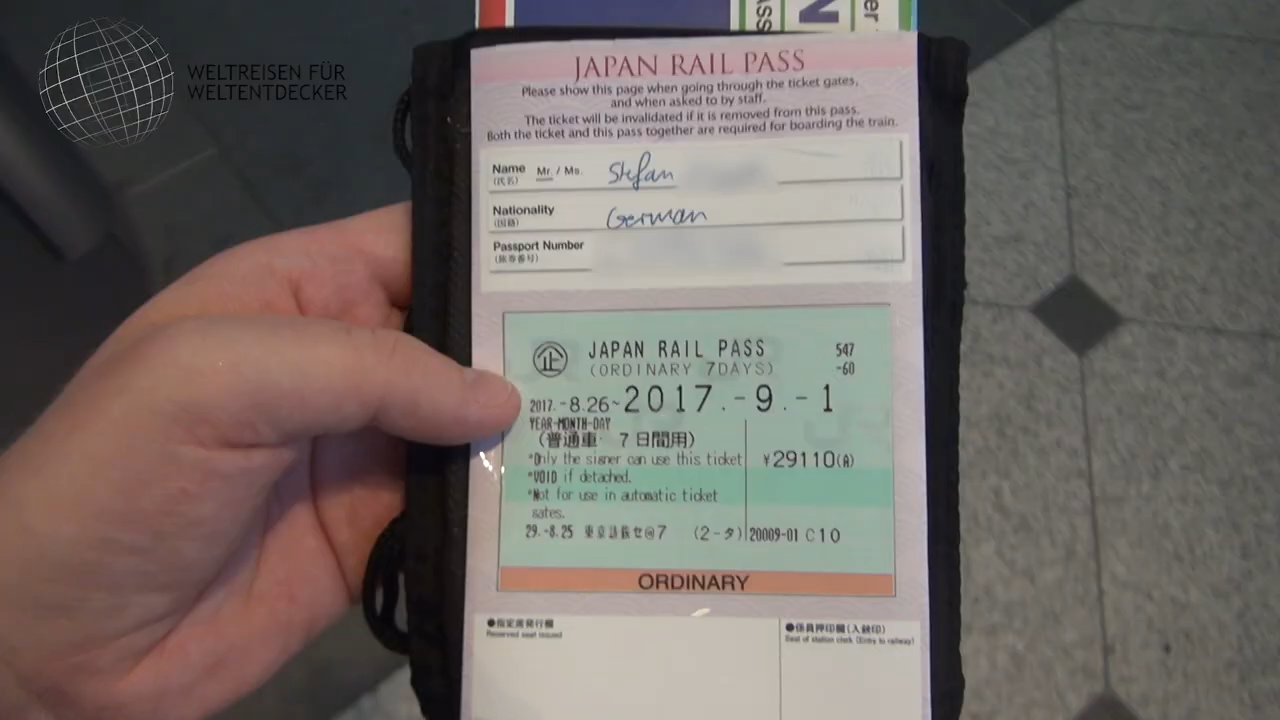 WELTREISEN FÜR
WELTENTDECKER
JAPAN RAIL PASS
Please show this page when going through the ticket gates,
and when asked to by staff.
The ticket will be invalidated if it is removed from this pass.
Both the ticket and this pass together are required for boarding the train.
Name Mr. / Ms. Stefan
(氏名)
Nationality German
(国籍)
Passport Number
(旅券番号)
JAPAN RAIL PASS 547
(ORDINARY 7DAYS) -60
2017.-8.26~2017.-9.-1
YEAR-MONTH-DAY
(普通車・7日間用)
*Only the signer can use this ticket ¥29110(A)
*VOID if detached.
*Not for use in automatic ticket
gates.
29.-8.25 東京訪旅セ@7 (2-タ) 20009-01 C10
ORDINARY
●指定席発行欄 ●係員押印欄(入鋏印)
Reserved seat issued Seat of station clerk (Entry to railway)